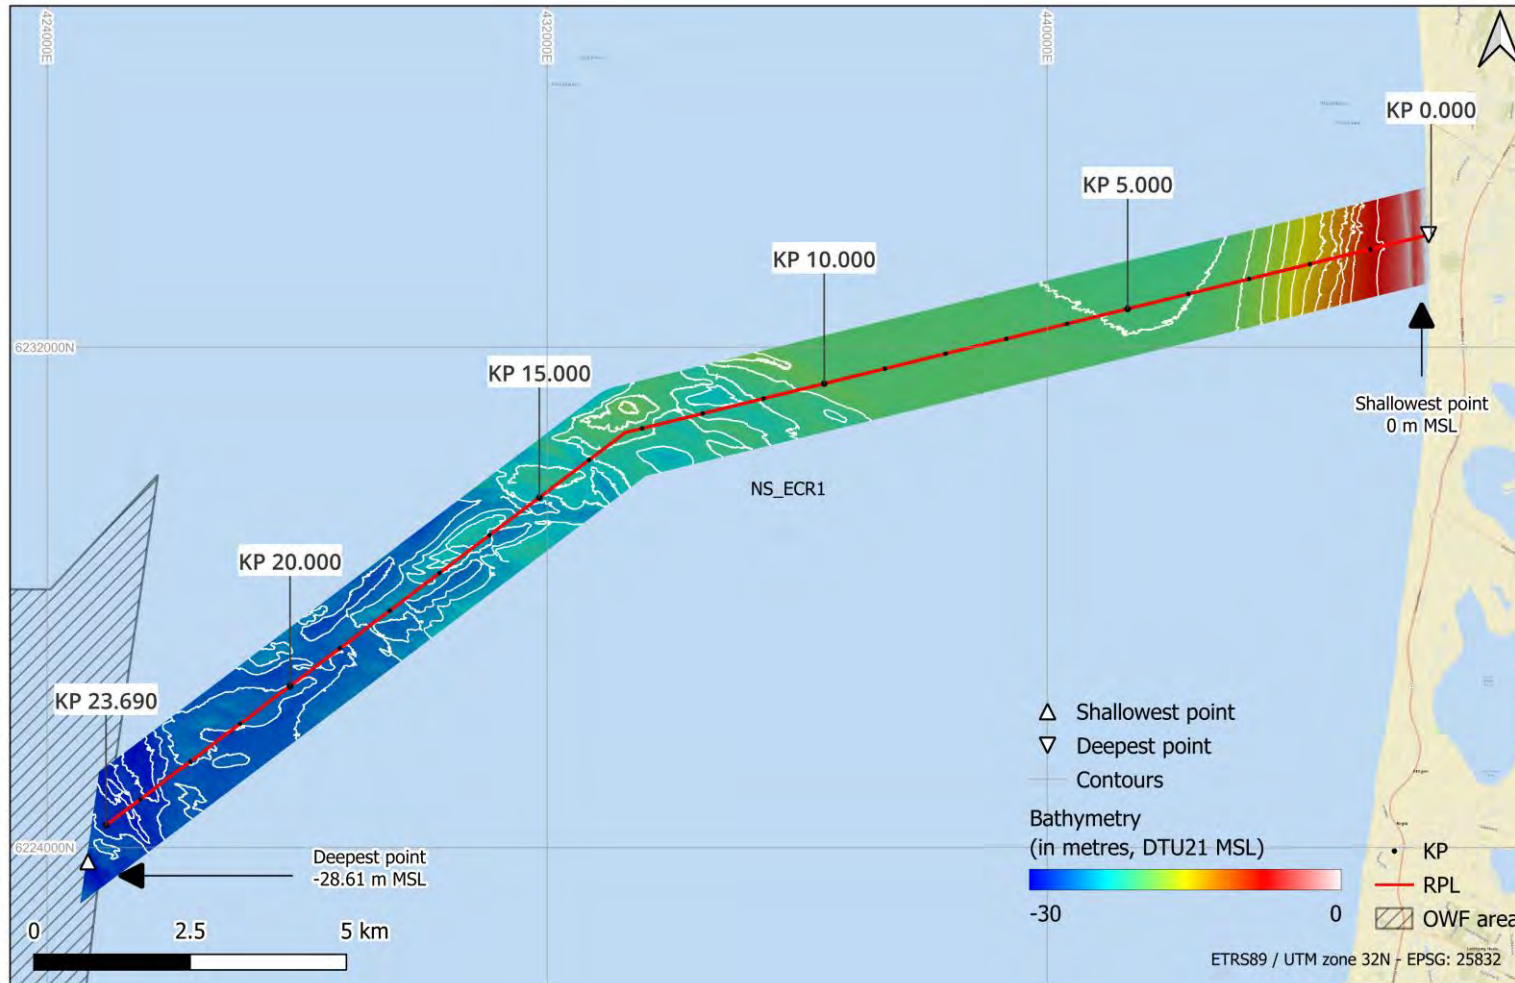 424000E
432000E
440000E
KP 0.000
KP 5.000
KP 10.000
6232000N
KP 15.000
Shallowest point
0 m MSL
NS_ECR1
KP 20.000
KP 23.690
Shallowest point
Deepest point
Contours
Bathymetry
(in metres, DTU21 MSL)
-30
0
KP
RPL
OWF area
6224000N
Deepest point
-28.61 m MSL
0
2.5
5 km
ETRS89 / UTM zone 32N - EPSG: 25832